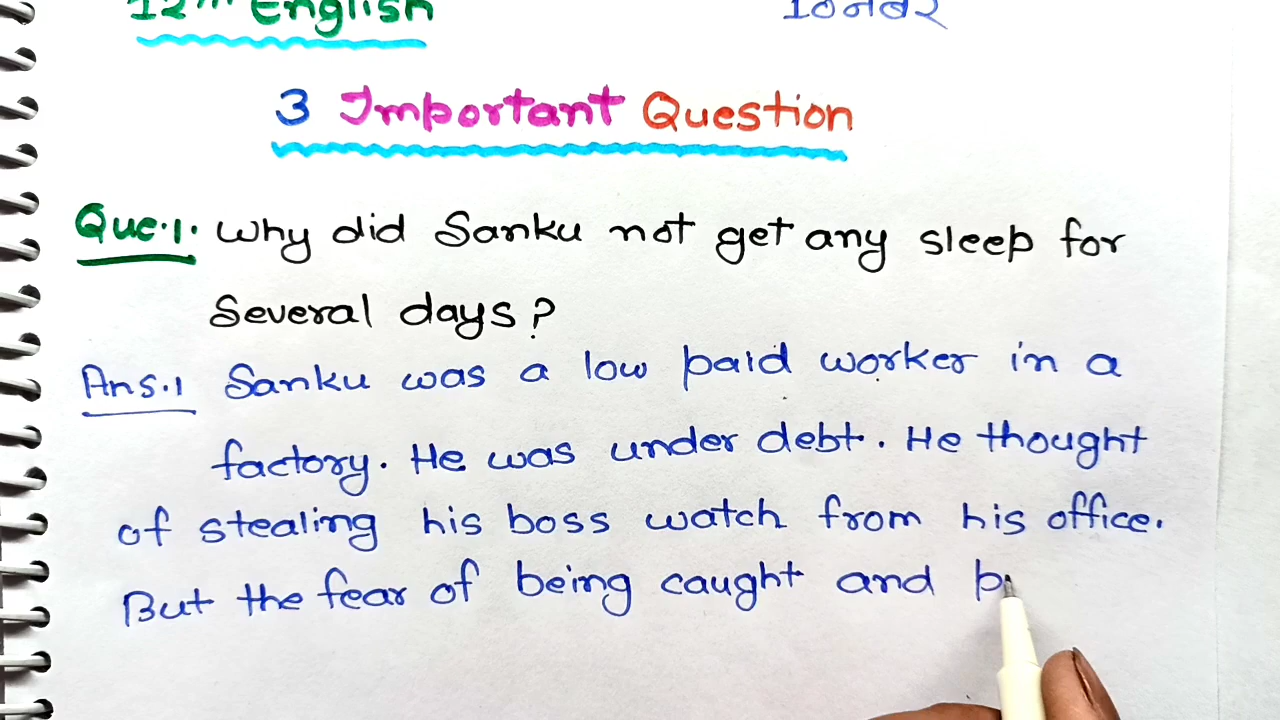 12th English
10 नंबर
3 Important Question
Que.1. Why did Sanku not get any sleep for
several days?
Ans.1 Sanku was a low paid worker in a
factory. He was under debt. He thought
of stealing his boss watch from his office.
But the fear of being caught and